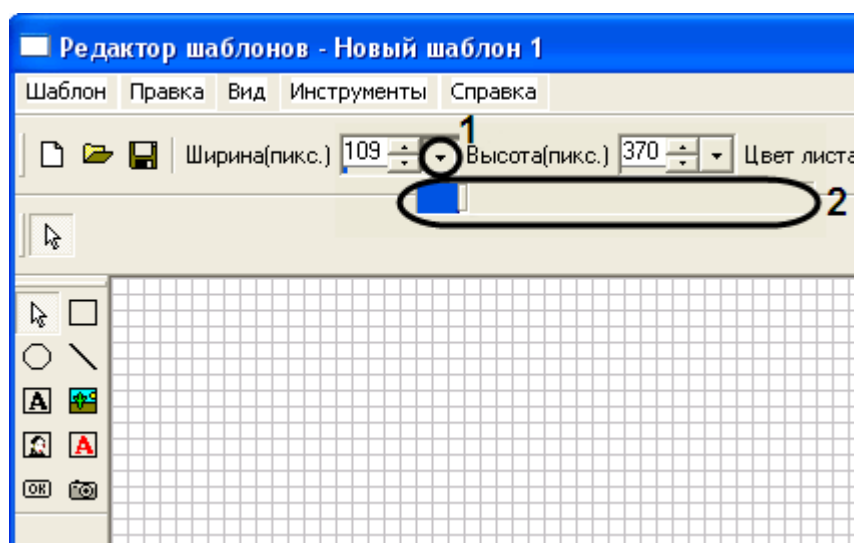 Редактор шаблонов - Новый шаблон 1
Шаблон Правка Вид Инструменты Справка
1
Ширина(пикс.) 109 Высота(пикс.) 370 Цвет листа
2
A
A
OK